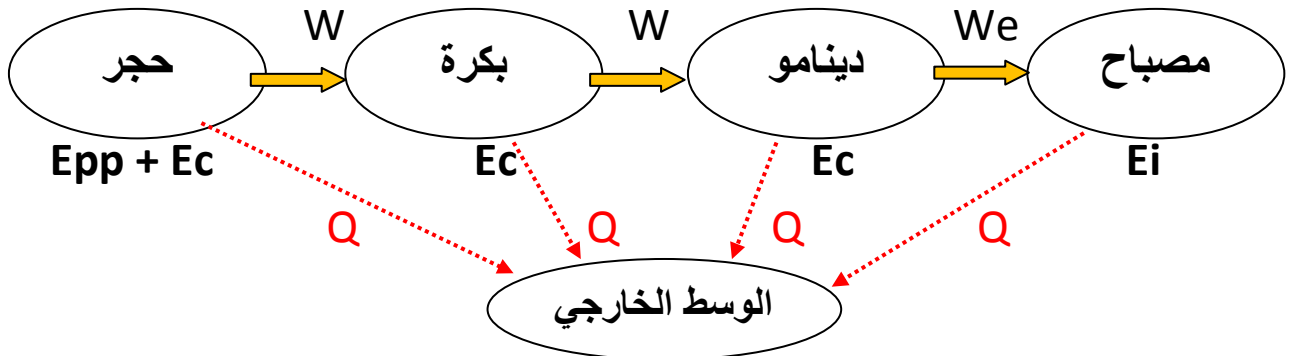 W W We
حجر بكرة دينامو مصباح
Epp + Ec Ec Ec Ei
Q Q Q Q
الوسط الخارجي